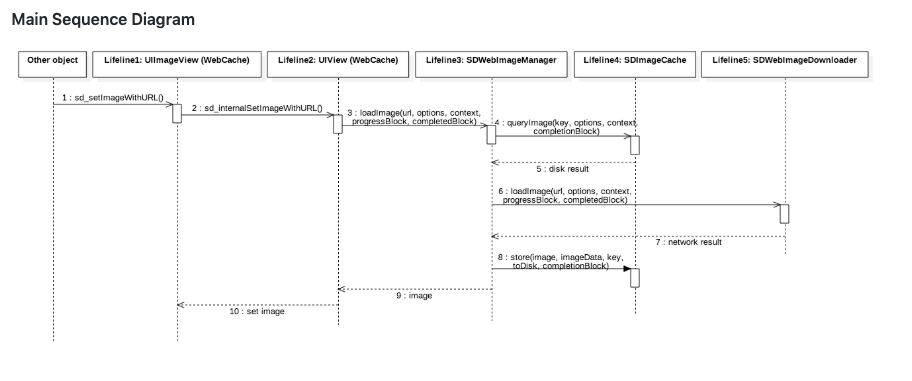 Main Sequence Diagram
Other object
Lifeline1: UIImageView (WebCache)
Lifeline2: UIView (WebCache)
Lifeline3: SDWebImageManager
Lifeline4: SDImageCache
Lifeline5: SDWebImageDownloader
1 : sd_setImageWithURL()
2 : sd_internalSetImageWithURL()
3 : loadImage(url, options, context,
progressBlock, completedBlock)
4 : queryImage(key, options, context,
completionBlock)
5 : disk result
6 : loadImage(url, options, context,
progressBlock, completedBlock)
7 : network result
8 : store(image, imageData, key,
toDisk, completionBlock)
9 : image
10 : set image